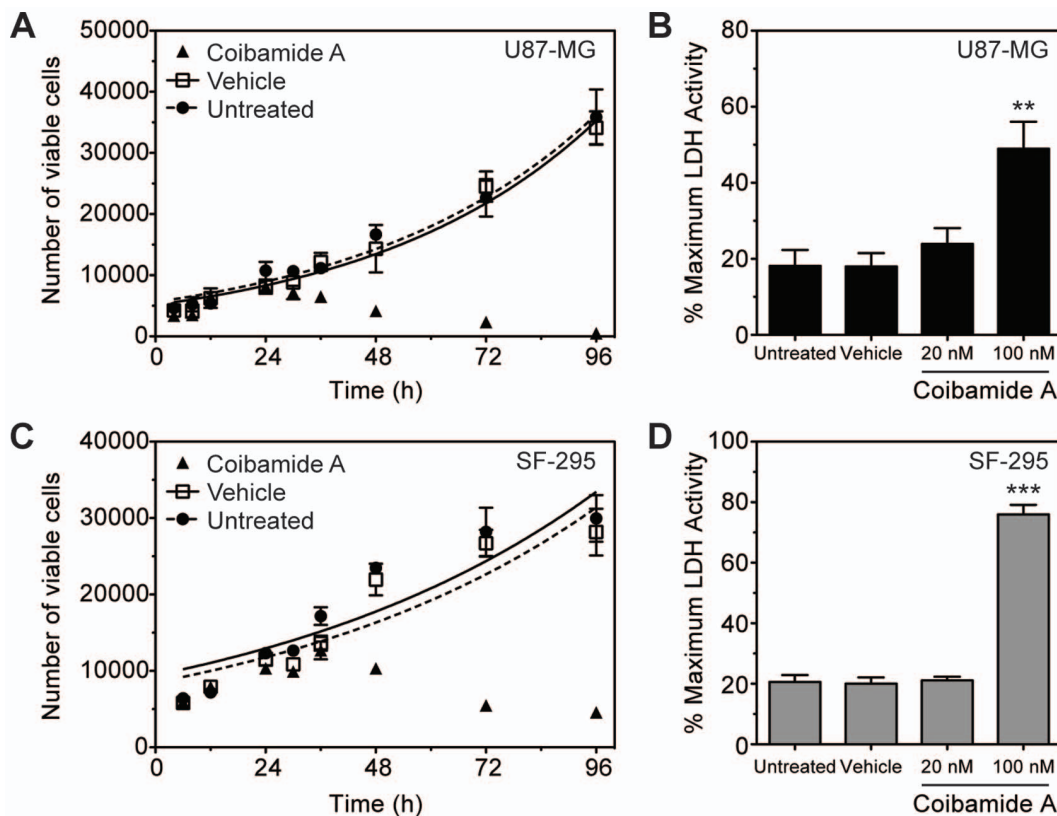 A
U87-MG
Coibamide A
Vehicle
Untreated
Number of viable cells
50000
40000
30000
20000
10000
0
0 24 48 72 96
Time (h)
B
U87-MG
% Maximum LDH Activity
80
60
40
20
0
**
Untreated Vehicle 20 nM 100 nM
Coibamide A
C
SF-295
Coibamide A
Vehicle
Untreated
Number of viable cells
40000
30000
20000
10000
0
0 24 48 72 96
Time (h)
D
SF-295
% Maximum LDH Activity
100
80
60
40
20
0
***
Untreated Vehicle 20 nM 100 nM
Coibamide A